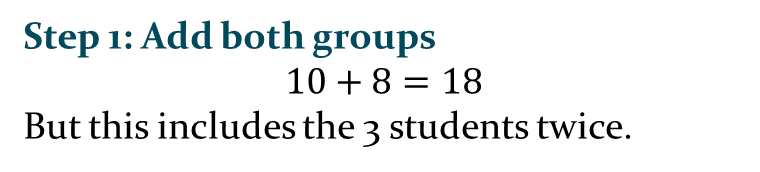 Step 1: Add both groups
10 + 8 = 18
But this includes the 3 students twice.